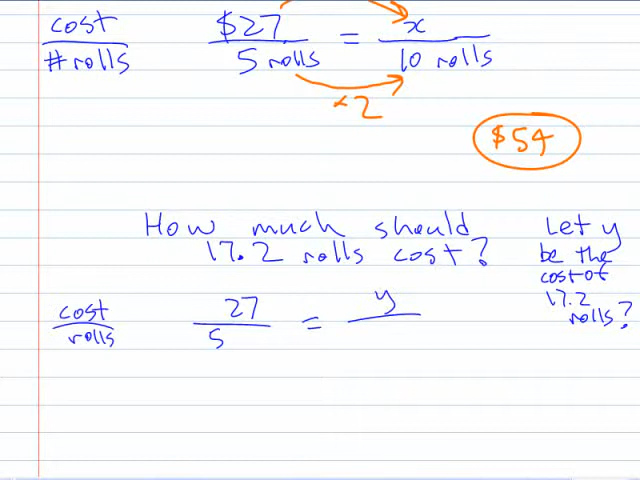 cost $27 = x
# rolls 5 rolls 10 rolls
×2
$54
How much should
17.2 rolls cost?
Let y
be the
cost of
17.2
rolls?
cost 27 = y
rolls 5